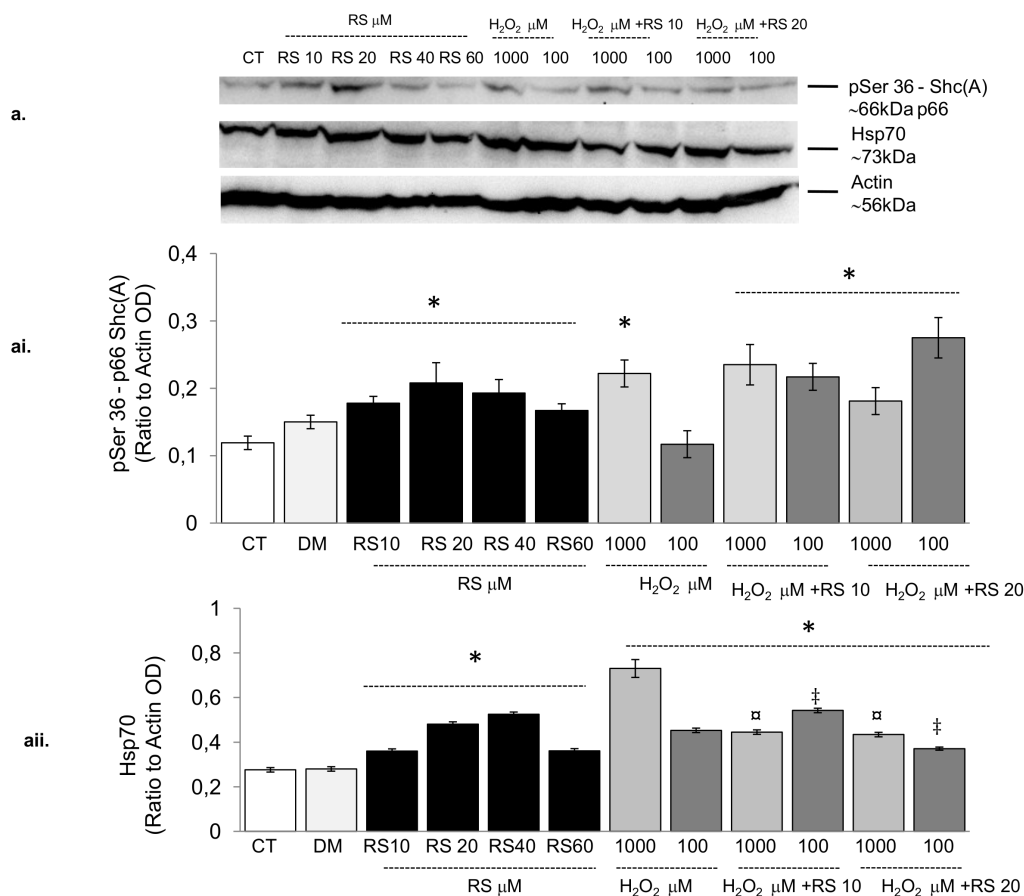 RS μM
H₂O₂ μM
H₂O₂ μM +RS 10
H₂O₂ μM +RS 20
CT RS 10 RS 20 RS 40 RS 60 1000 100 1000 100 1000 100
a.
pSer 36 - Shc(A)
~66kDa p66
Hsp70
~73kDa
Actin
~56kDa
ai.
pSer 36 - p66 Shc(A)
(Ratio to Actin OD)
0,4
0,3
0,2
0,1
0
*
*
*
CT DM RS10 RS 20 RS 40 RS60 1000 100 1000 100 1000 100
RS μM
H₂O₂ μM
H₂O₂ μM +RS 10
H₂O₂ μM +RS 20
aii.
Hsp70
(Ratio to Actin OD)
1
0,8
0,6
0,4
0,2
0
*
*
¤
‡
¤
‡
CT DM RS10 RS 20 RS40 RS60 1000 100 1000 100 1000 100
RS μM
H₂O₂ μM
H₂O₂ μM +RS 10
H₂O₂ μM +RS 20